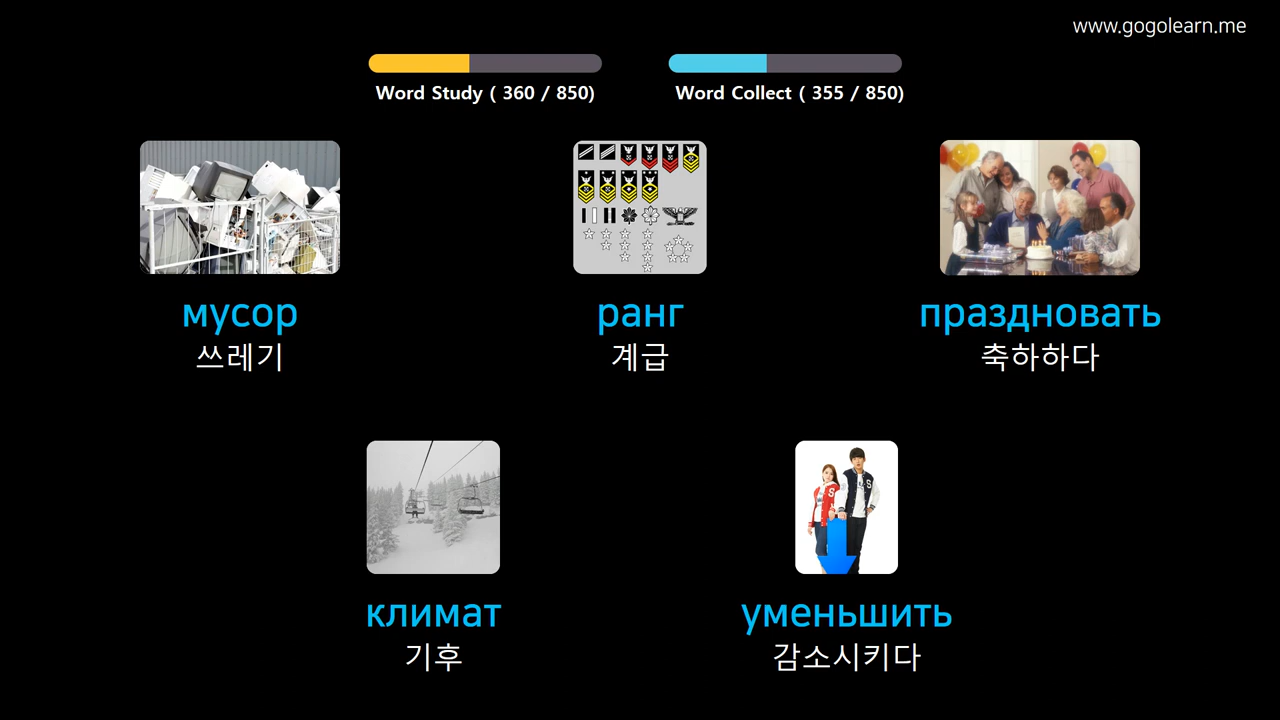 www.gogolearn.me
Word Study ( 360 / 850)
Word Collect ( 355 / 850)
мусор
쓰레기
ранг
계급
праздновать
축하하다
климат
기후
уменьшить
감소시키다